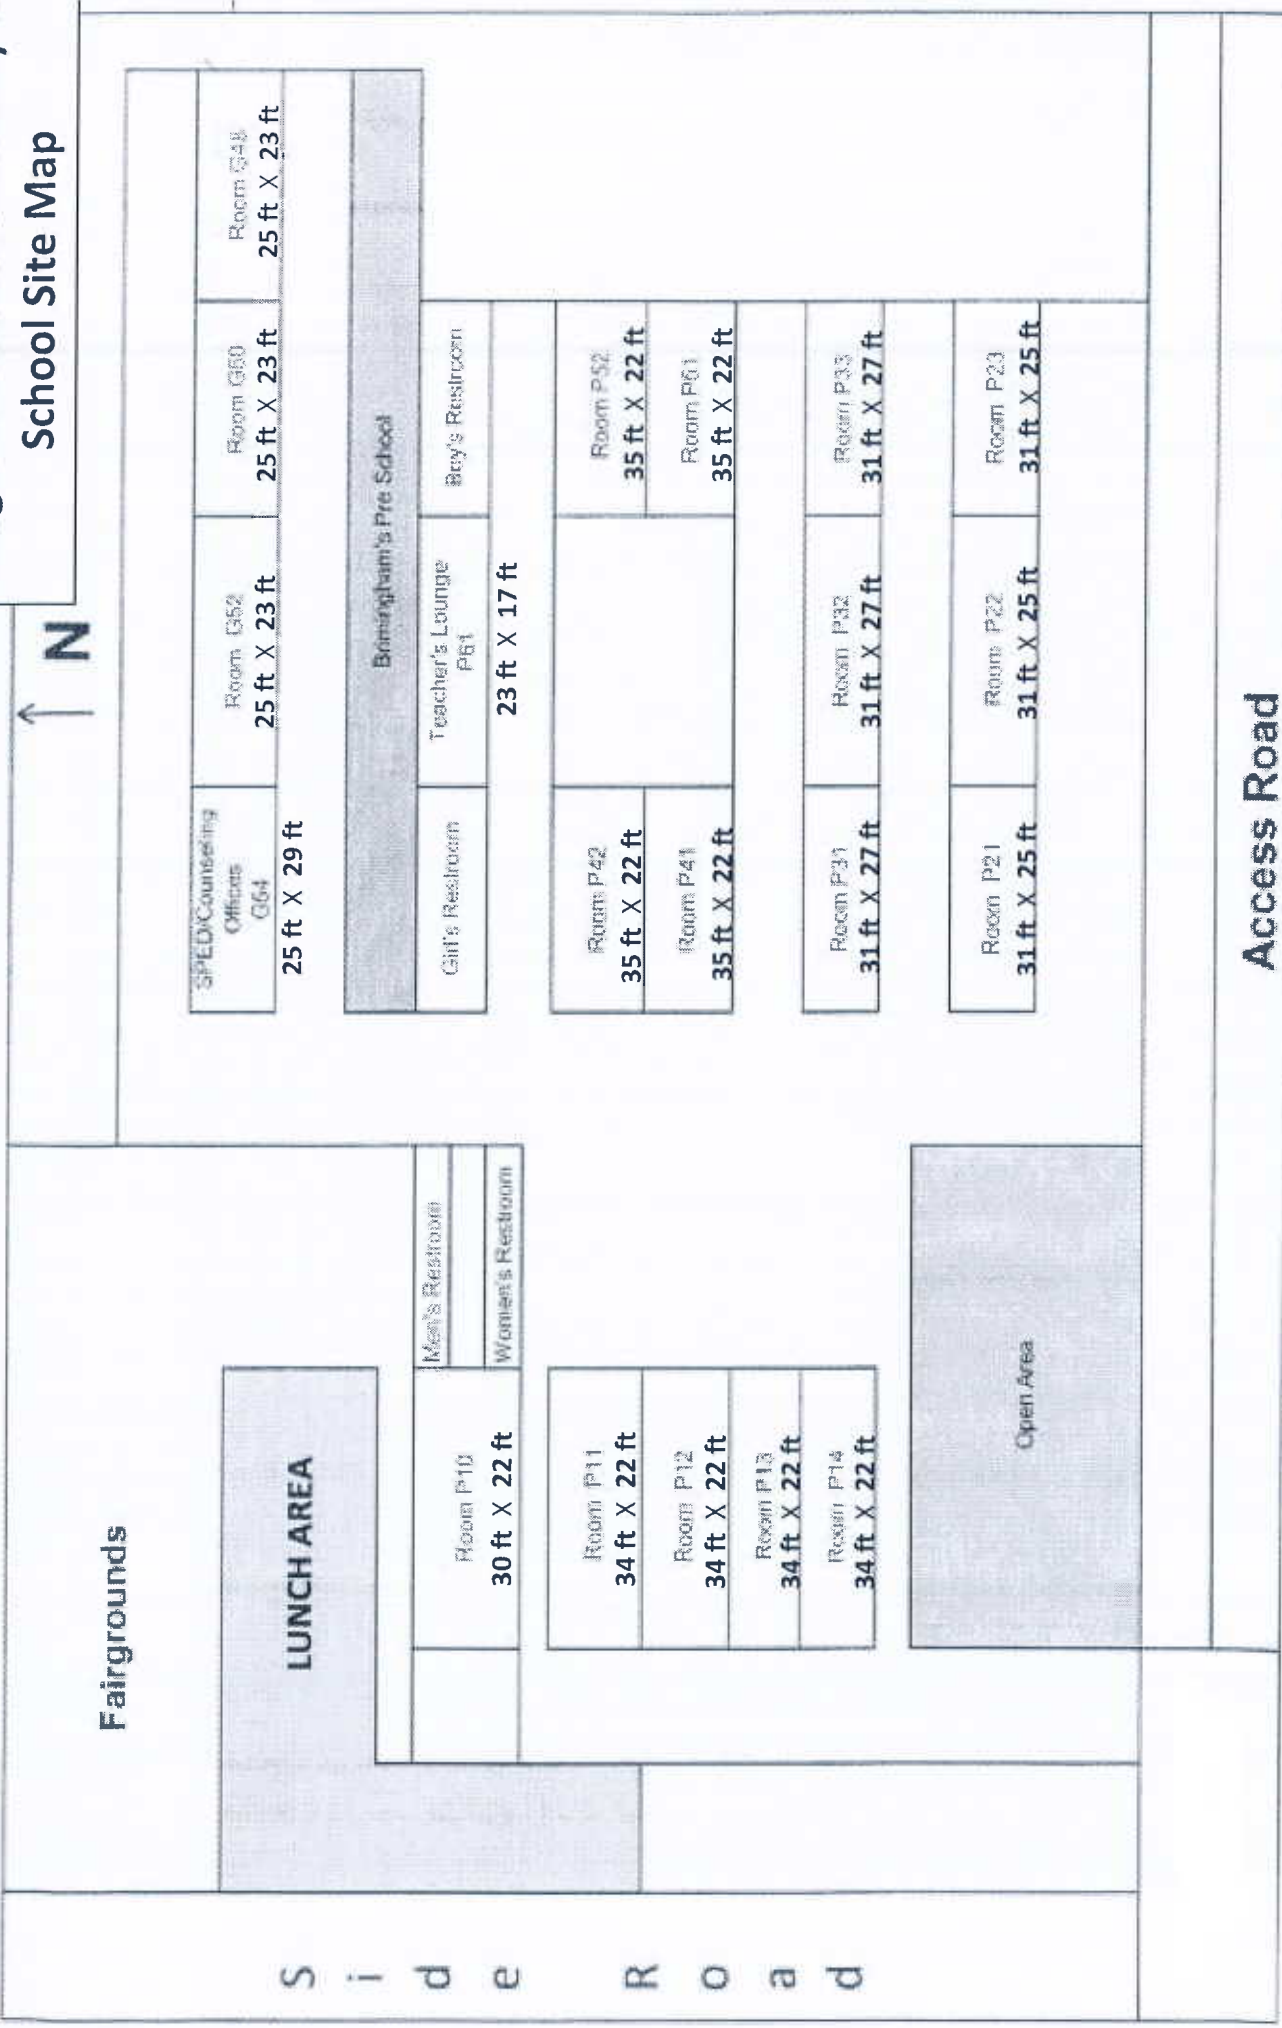 School Site Map
N
Fairgrounds
LUNCH AREA
Side Road
SPED/Counseling
Offices
G64
25 ft X 29 ft
Room G62
25 ft X 23 ft
Room G60
25 ft X 23 ft
Room G48
25 ft X 23 ft
Brimingham's Pre School
Girl's Restroom
Teacher's Lounge
P61
23 ft X 17 ft
Boy's Restroom
Men's Restroom
Women's Restroom
Room P10
30 ft X 22 ft
Room P11
34 ft X 22 ft
Room P12
34 ft X 22 ft
Room P13
34 ft X 22 ft
Room P14
34 ft X 22 ft
Room P42
35 ft X 22 ft
Room P41
35 ft X 22 ft
Room P52
35 ft X 22 ft
Room P51
35 ft X 22 ft
Room P31
31 ft X 27 ft
Room P32
31 ft X 27 ft
Room P33
31 ft X 27 ft
Room P21
31 ft X 25 ft
Room P22
31 ft X 25 ft
Room P23
31 ft X 25 ft
Open Area
Access Road